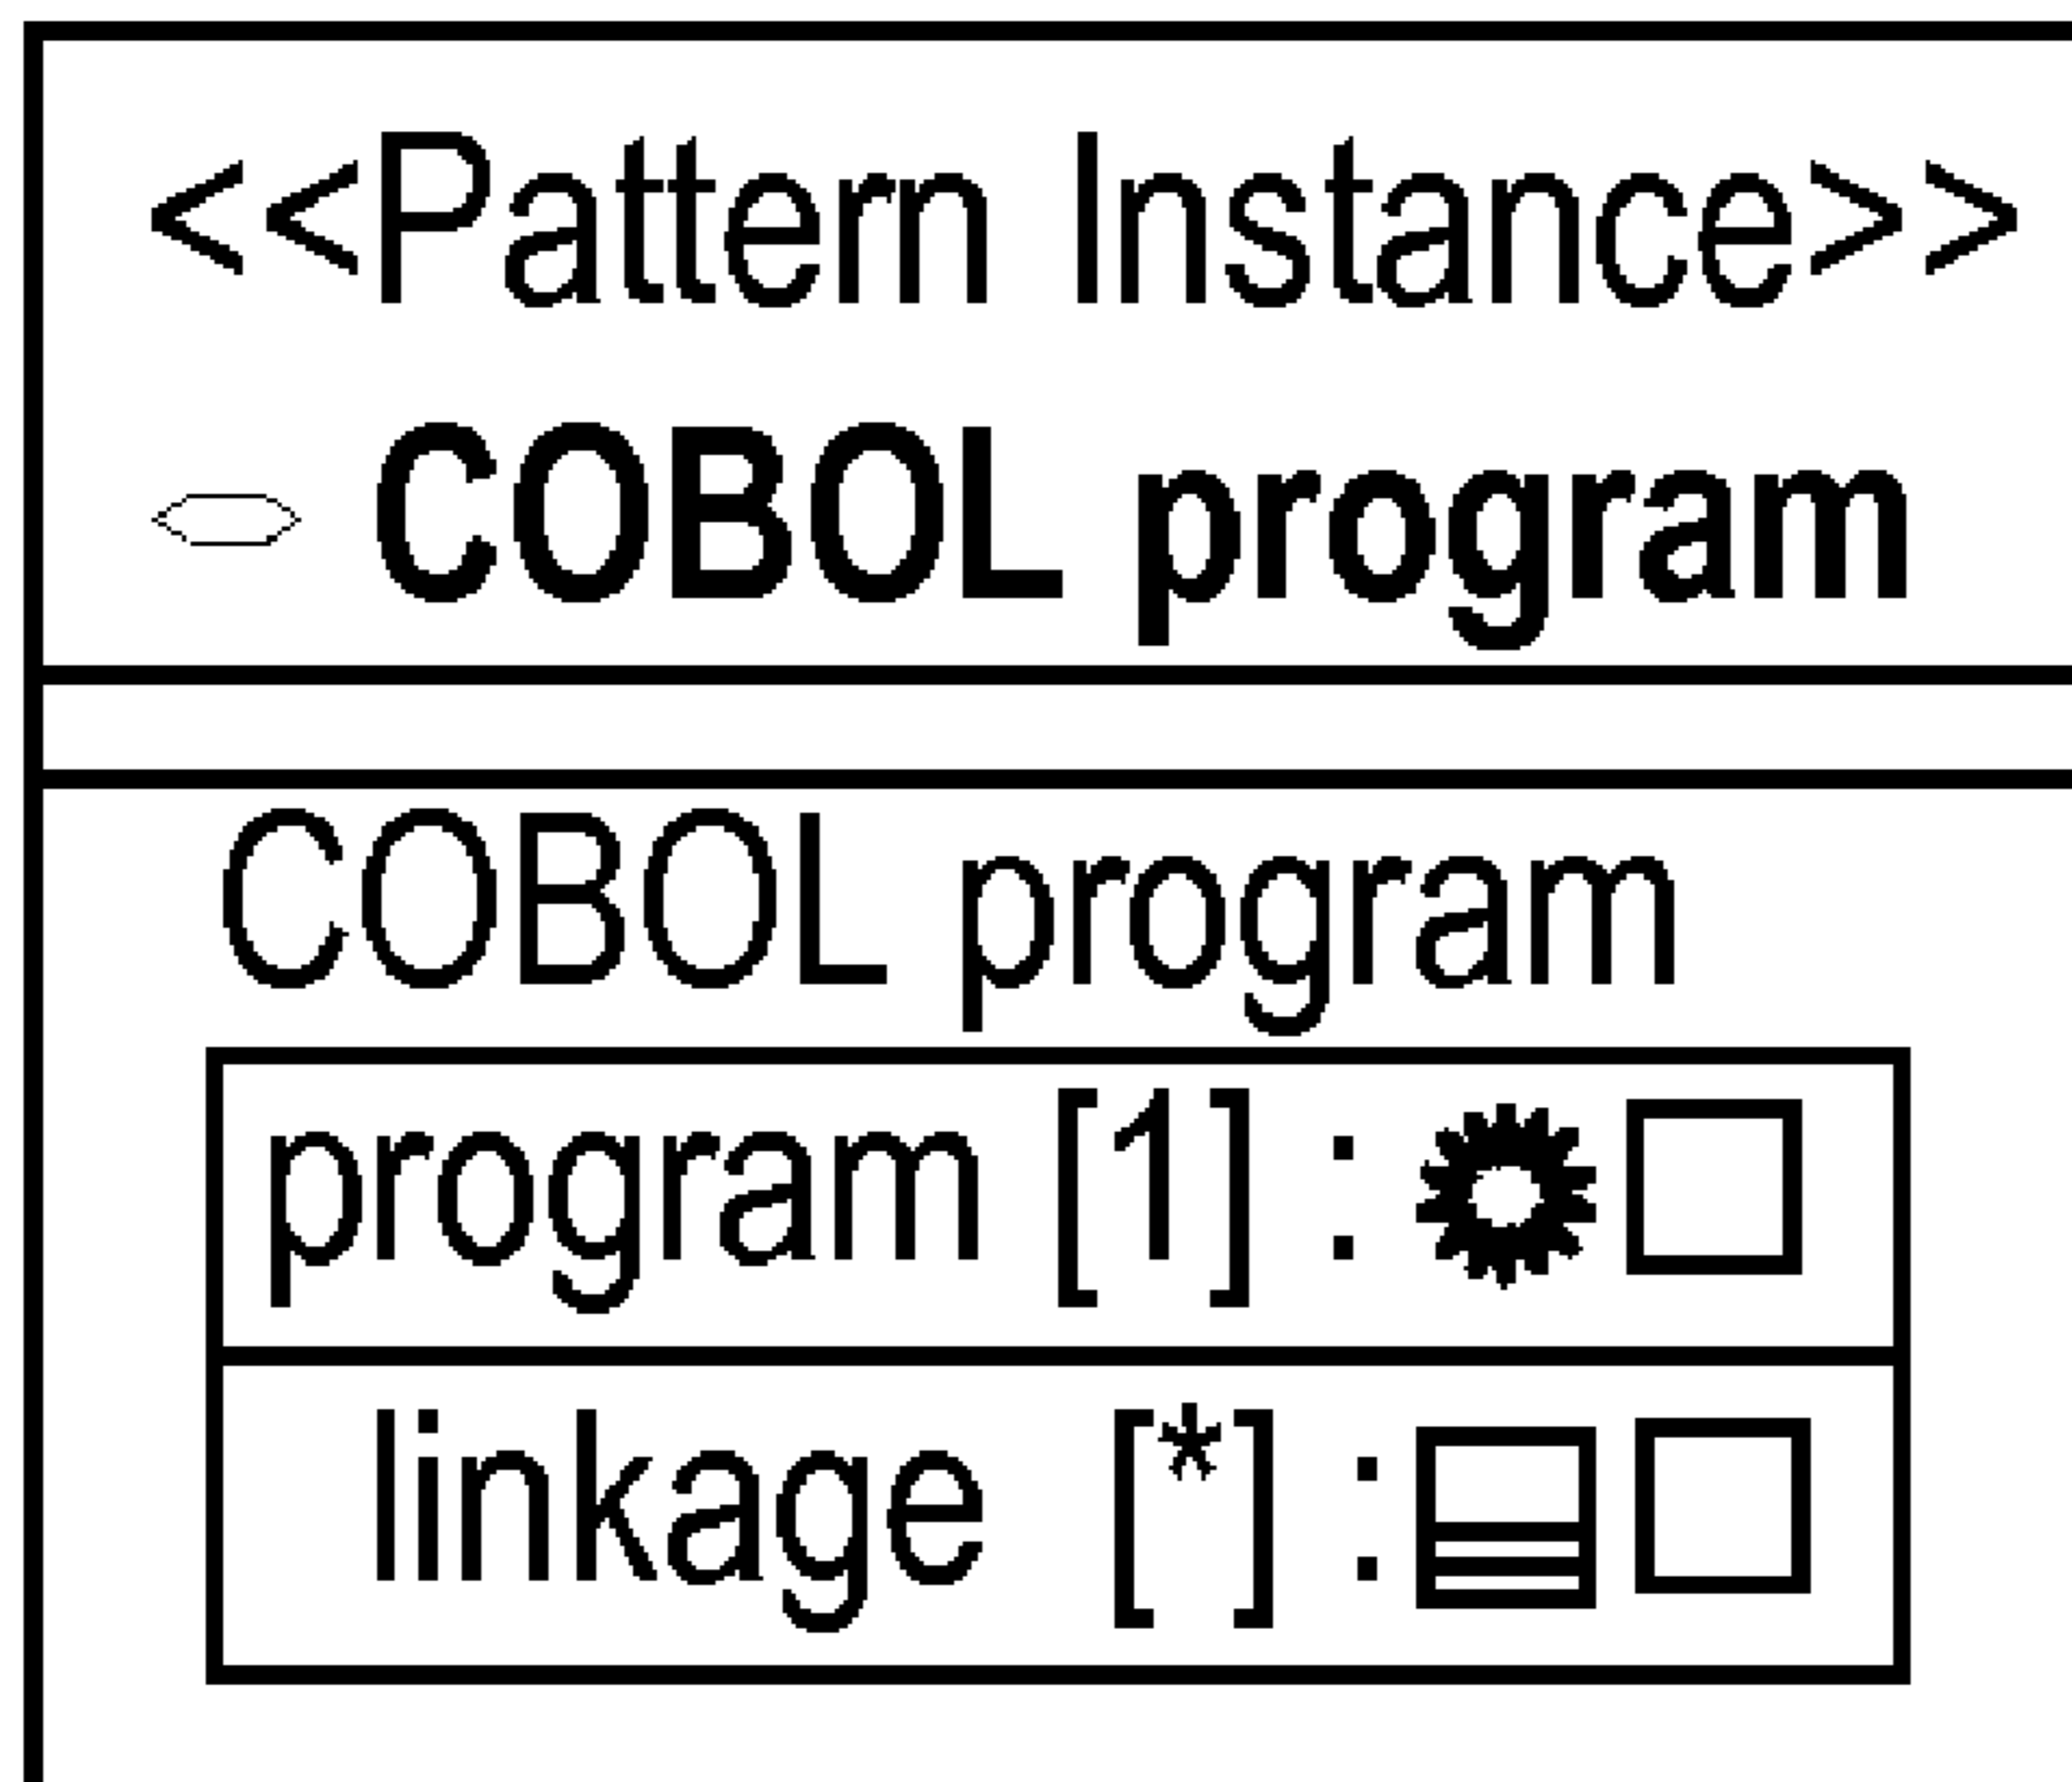 <<Pattern Instance>>
COBOL program
COBOL program
program [1] :
linkage [*] :